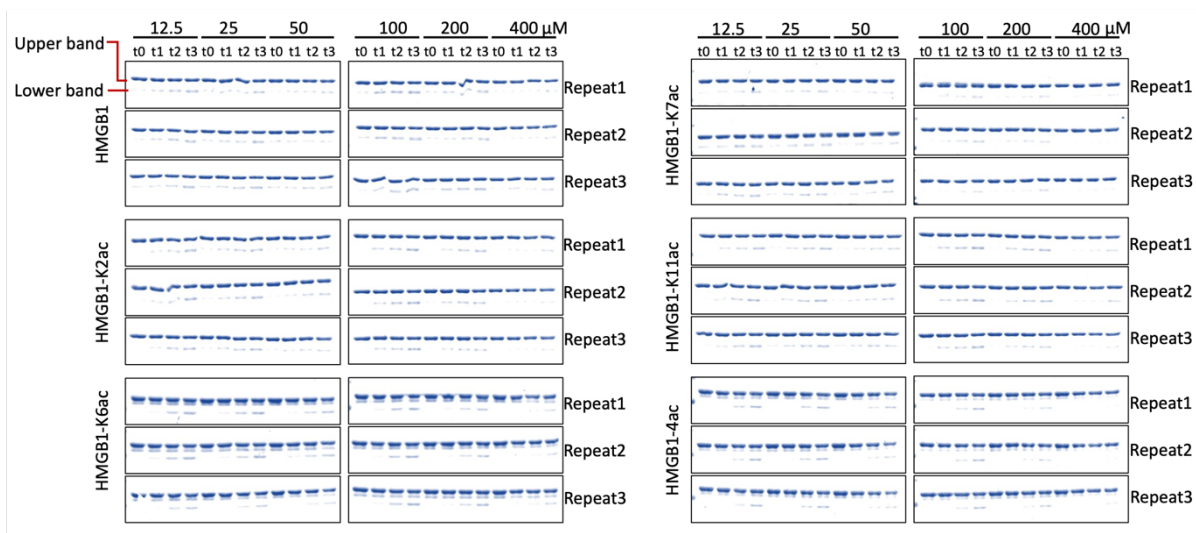 12.5 25 50
t0 t1 t2 t3 t0 t1 t2 t3 t0 t1 t2 t3
100 200 400 µM
t0 t1 t2 t3 t0 t1 t2 t3 t0 t1 t2 t3
Upper band
Lower band
HMGB1
Repeat1
Repeat2
Repeat3
HMGB1-K2ac
Repeat1
Repeat2
Repeat3
HMGB1-K6ac
Repeat1
Repeat2
Repeat3
12.5 25 50
t0 t1 t2 t3 t0 t1 t2 t3 t0 t1 t2 t3
100 200 400 µM
t0 t1 t2 t3 t0 t1 t2 t3 t0 t1 t2 t3
HMGB1-K7ac
Repeat1
Repeat2
Repeat3
HMGB1-K11ac
Repeat1
Repeat2
Repeat3
HMGB1-4ac
Repeat1
Repeat2
Repeat3